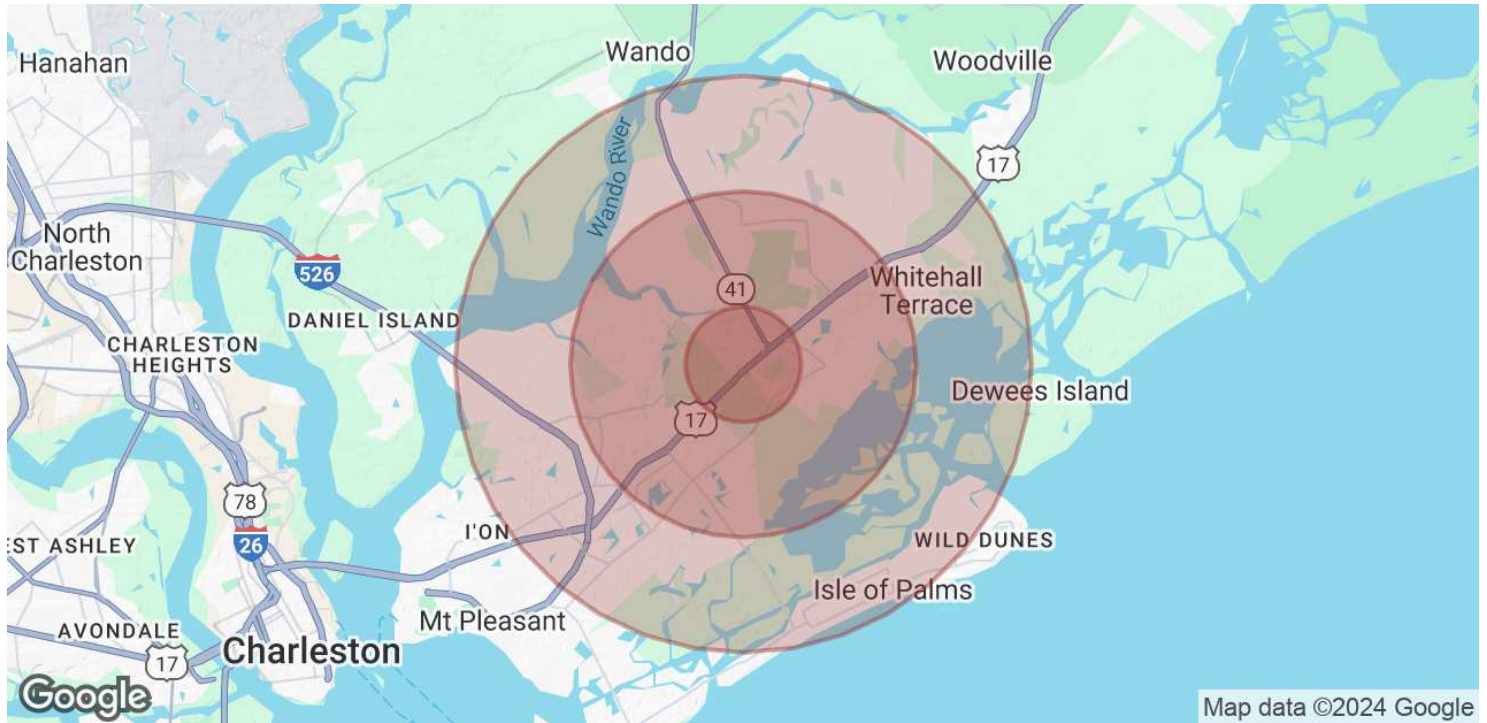 Wando
Woodville
Hanahan
17
Wando River
North
Charleston
526
41
Whitehall
Terrace
DANIEL ISLAND
CHARLESTON
HEIGHTS
Dewees Island
17
78
I'ON
26
WILD DUNES
EST ASHLEY
Isle of Palms
Mt Pleasant
AVONDALE
17
Charleston
Google
Map data ©2024 Google